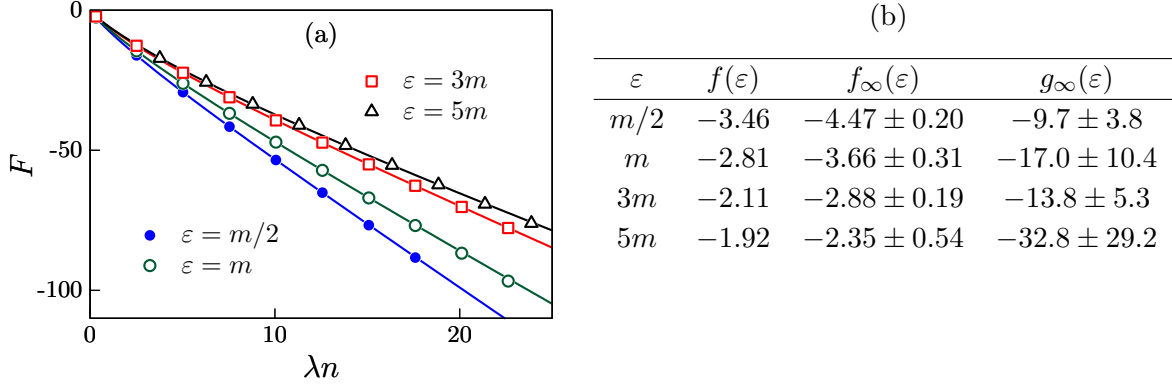 (a)
F
0
-50
-100
ε = 3m
ε = 5m
ε = m/2
ε = m
0 10 20
λn
(b)
ε f(ε) f∞(ε) g∞(ε)
m/2 −3.46 −4.47 ± 0.20 −9.7 ± 3.8
m −2.81 −3.66 ± 0.31 −17.0 ± 10.4
3m −2.11 −2.88 ± 0.19 −13.8 ± 5.3
5m −1.92 −2.35 ± 0.54 −32.8 ± 29.2